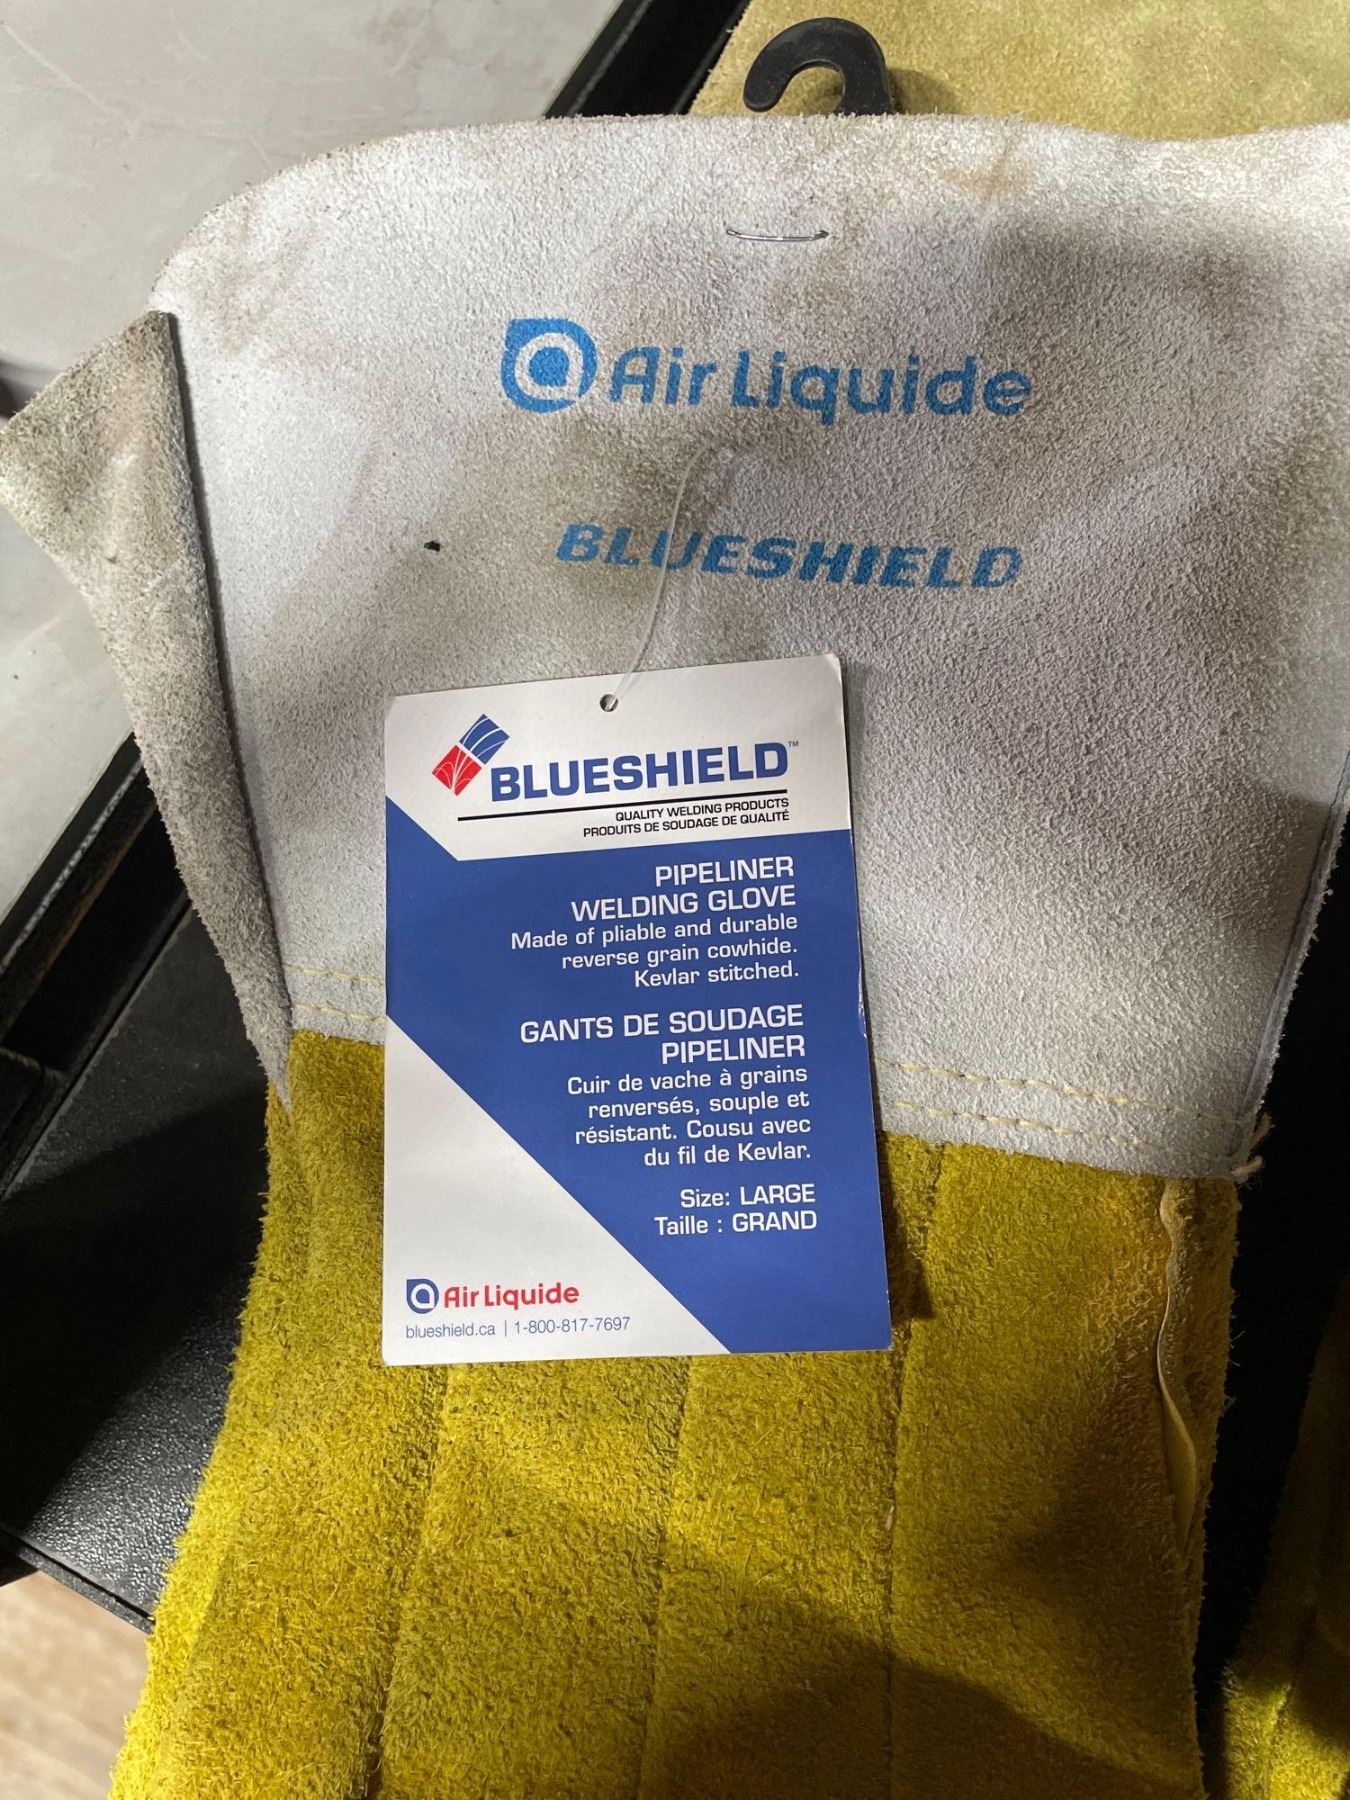 Air Liquide
BLUESHIELD
BLUESHIELD™
QUALITY WELDING PRODUCTS
PRODUITS DE SOUDAGE DE QUALITÉ
PIPELINER
WELDING GLOVE
Made of pliable and durable
reverse grain cowhide.
Kevlar stitched.
GANTS DE SOUDAGE
PIPELINER
Cuir de vache à grains
renversés, souple et
résistant. Cousu avec
du fil de Kevlar.
Size: LARGE
Taille : GRAND
Air Liquide
blueshield.ca | 1-800-817-7697